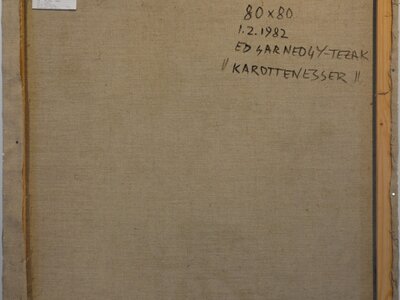 80 x 80
1.2.1982
ED SARNEDGY-TEZAK
"KAROTTENESSER"